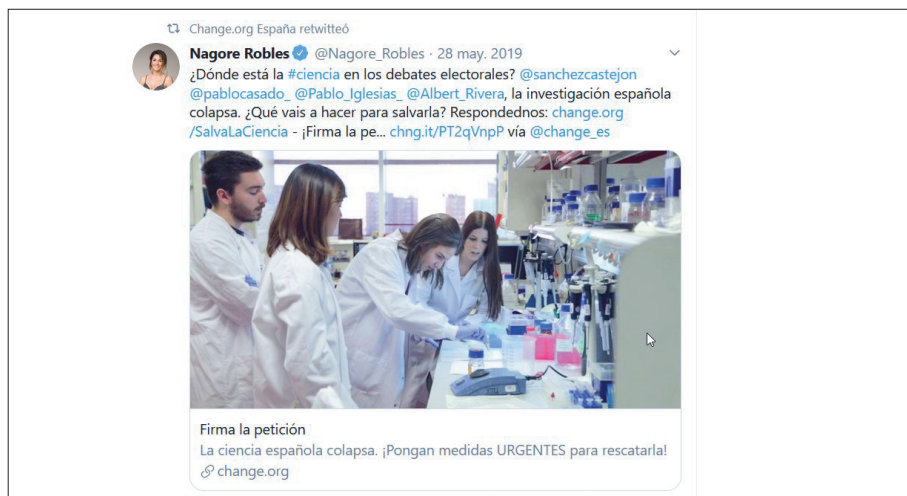 Change.org España retwitteó
Nagore Robles @Nagore_Robles · 28 may. 2019
¿Dónde está la #ciencia en los debates electorales? @sanchezcastejon
@pablocasado_ @Pablo_Iglesias_ @Albert_Rivera, la investigación española
colapsa. ¿Qué vais a hacer para salvarla? Respondednos: change.org
/SalvaLaCiencia - ¡Firma la pe... chng.it/PT2qVnpP vía @change_es
Firma la petición
La ciencia española colapsa. ¡Pongan medidas URGENTES para rescatarla!
change.org